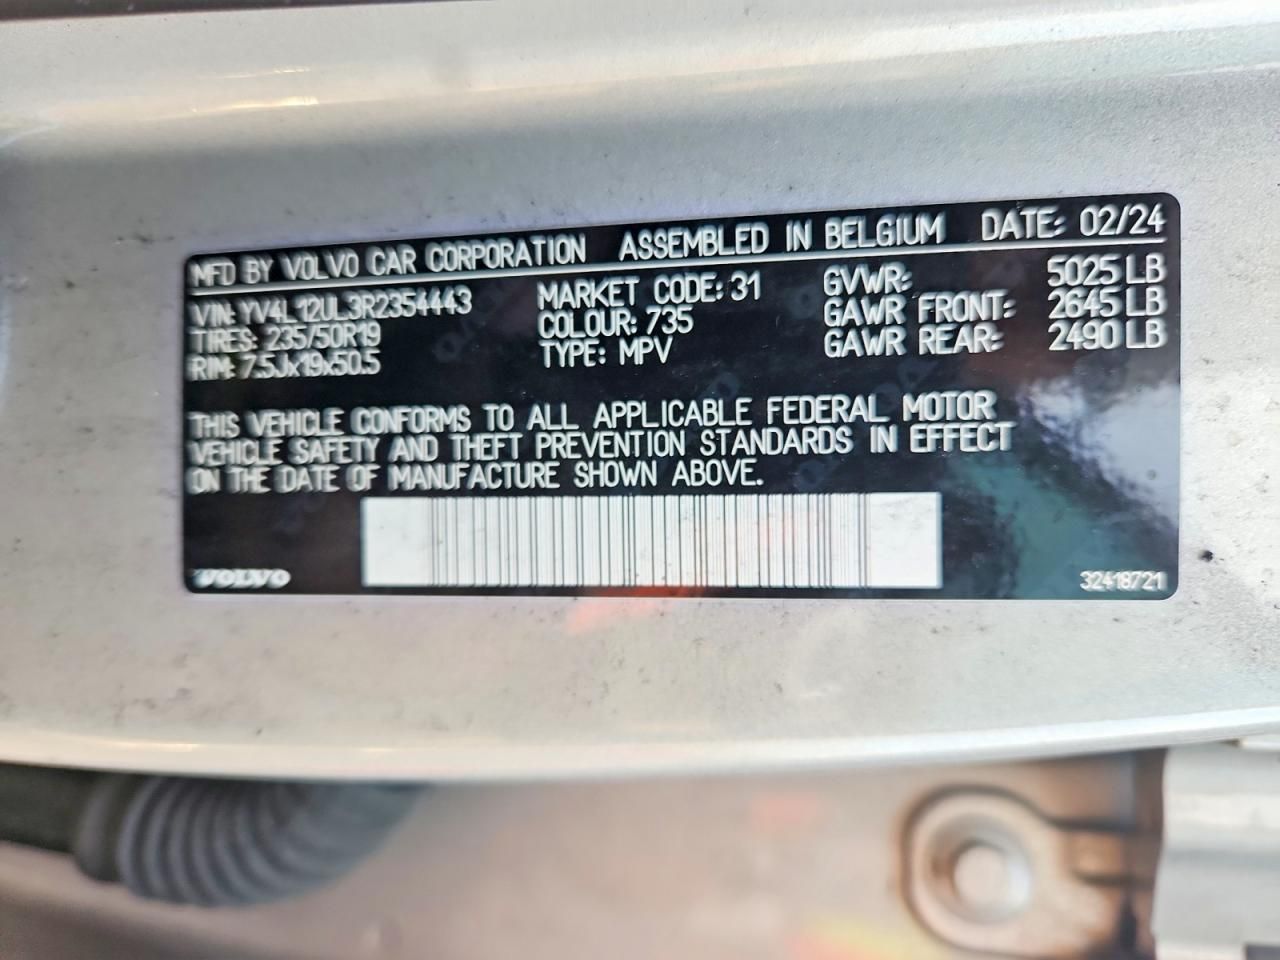 MFD BY VOLVO CAR CORPORATION ASSEMBLED IN BELGIUM DATE: 02/24
VIN: YV4L12UL3R2354443 MARKET CODE: 31 GVWR: 5025 LB
TIRES: 235/50R19 COLOUR: 735 GAWR FRONT: 2645 LB
RIM: 7.5Jx19x50.5 TYPE: MPV GAWR REAR: 2490 LB
THIS VEHICLE CONFORMS TO ALL APPLICABLE FEDERAL MOTOR
VEHICLE SAFETY AND THEFT PREVENTION STANDARDS IN EFFECT
ON THE DATE OF MANUFACTURE SHOWN ABOVE.
VOLVO 32418721